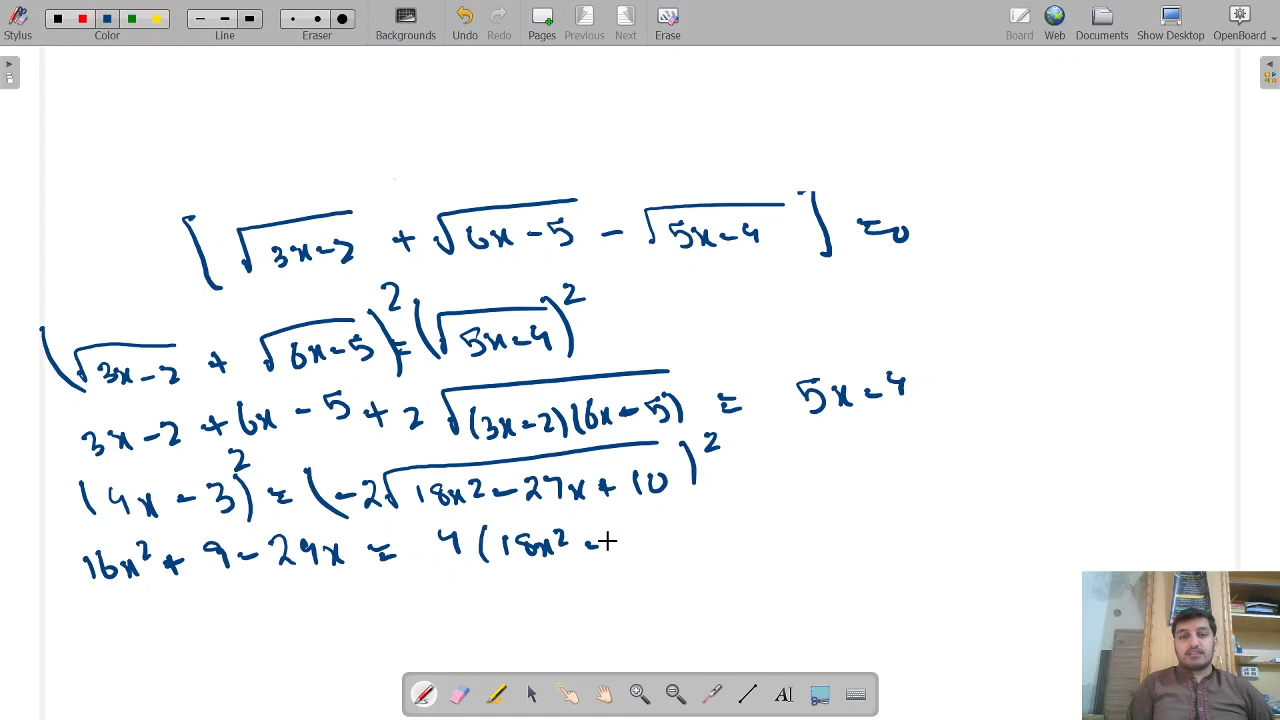 Stylus Color Line Eraser Backgrounds Undo Redo Pages Previous Next Erase Board Web Documents Show Desktop OpenBoard
[√(3x-2) + √(6x-5) - √(5x-4)] = 0
(√(3x-2) + √(6x-5))² = (√(5x-4))²
3x-2+6x-5+2√((3x-2)(6x-5)) = 5x-4
(4x-3)² = (-2√(18x²-27x+10))²
16x²+9-24x = 4(18x²-